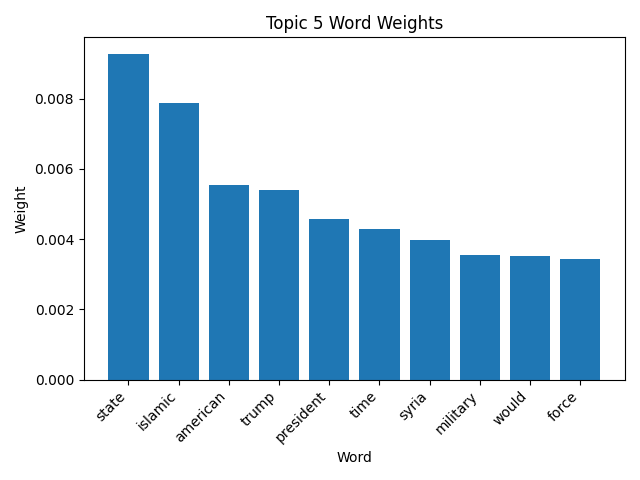 Topic 5 Word Weights
Weight
0.008
0.006
0.004
0.002
0.000
state
islamic
american
trump
president
time
syria
military
would
force
Word